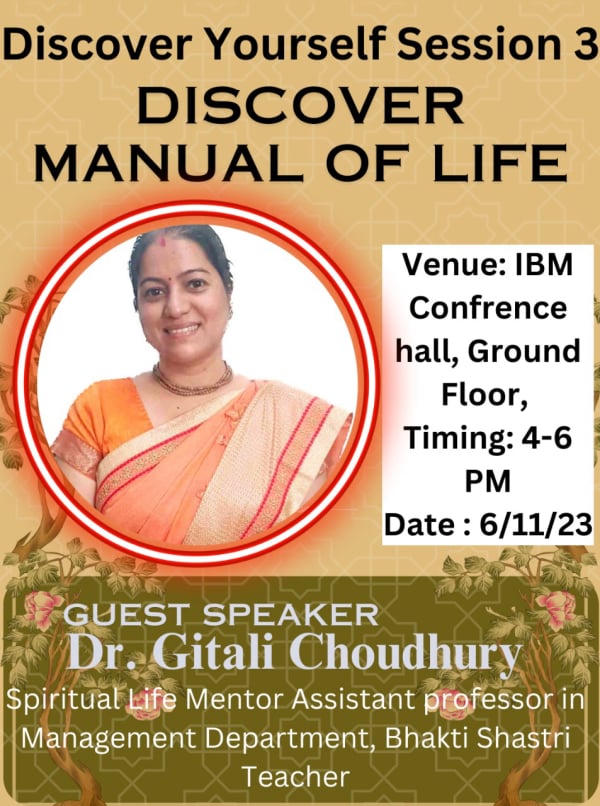 Discover Yourself Session 3
DISCOVER
MANUAL OF LIFE
Venue: IBM
Confrence
hall, Ground
Floor,
Timing: 4-6
PM
Date : 6/11/23
GUEST SPEAKER
Dr. Gitali Choudhury
Spiritual Life Mentor Assistant professor in
Management Department, Bhakti Shastri
Teacher